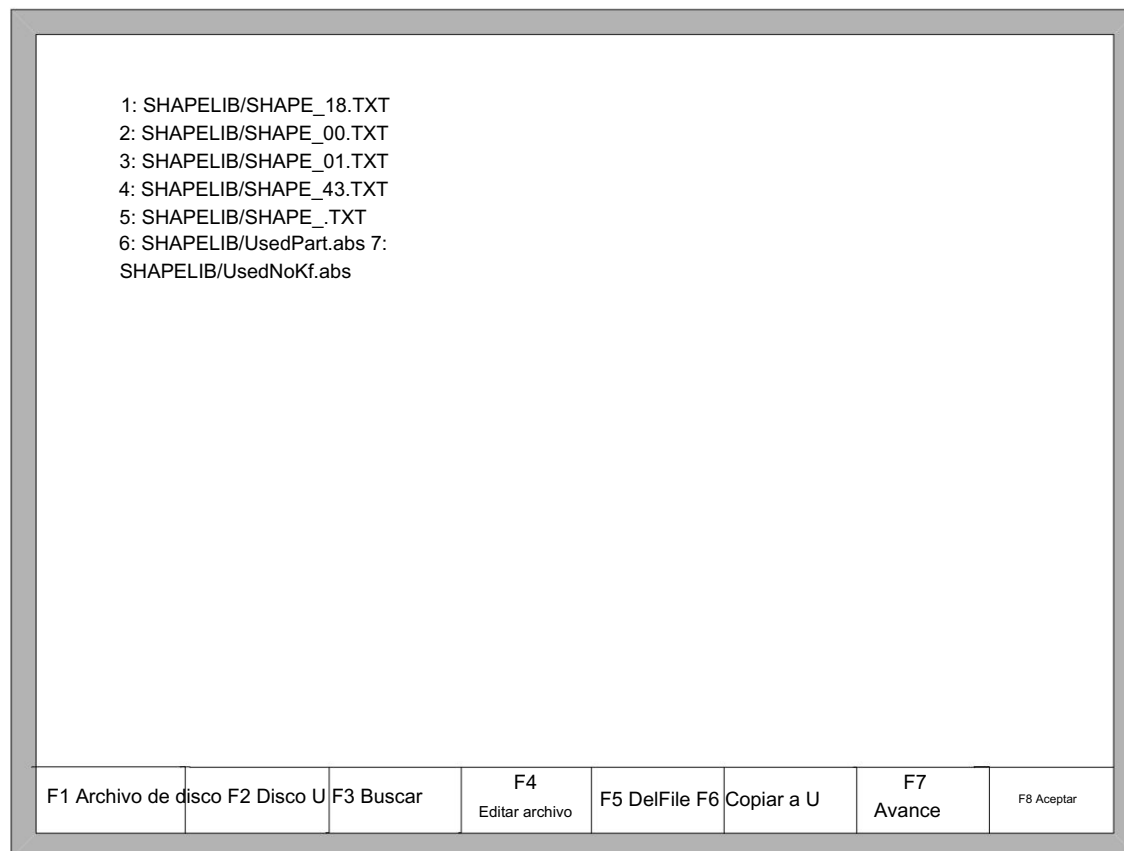 1: SHAPELIB/SHAPE_18.TXT
2: SHAPELIB/SHAPE_00.TXT
3: SHAPELIB/SHAPE_01.TXT
4: SHAPELIB/SHAPE_43.TXT
5: SHAPELIB/SHAPE_.TXT
6: SHAPELIB/UsedPart.abs 7:
SHAPELIB/UsedNoKf.abs
F1 Archivo de disco F2 Disco U F3 Buscar
F4
Editar archivo
F5 DelFile F6 Copiar a U
F7
Avance
F8 Aceptar